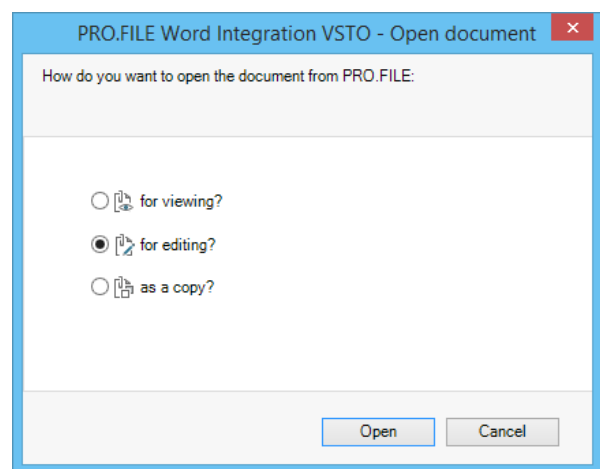 PRO.FILE Word Integration VSTO - Open document
How do you want to open the document from PRO.FILE:
for viewing?
for editing?
as a copy?
Open Cancel